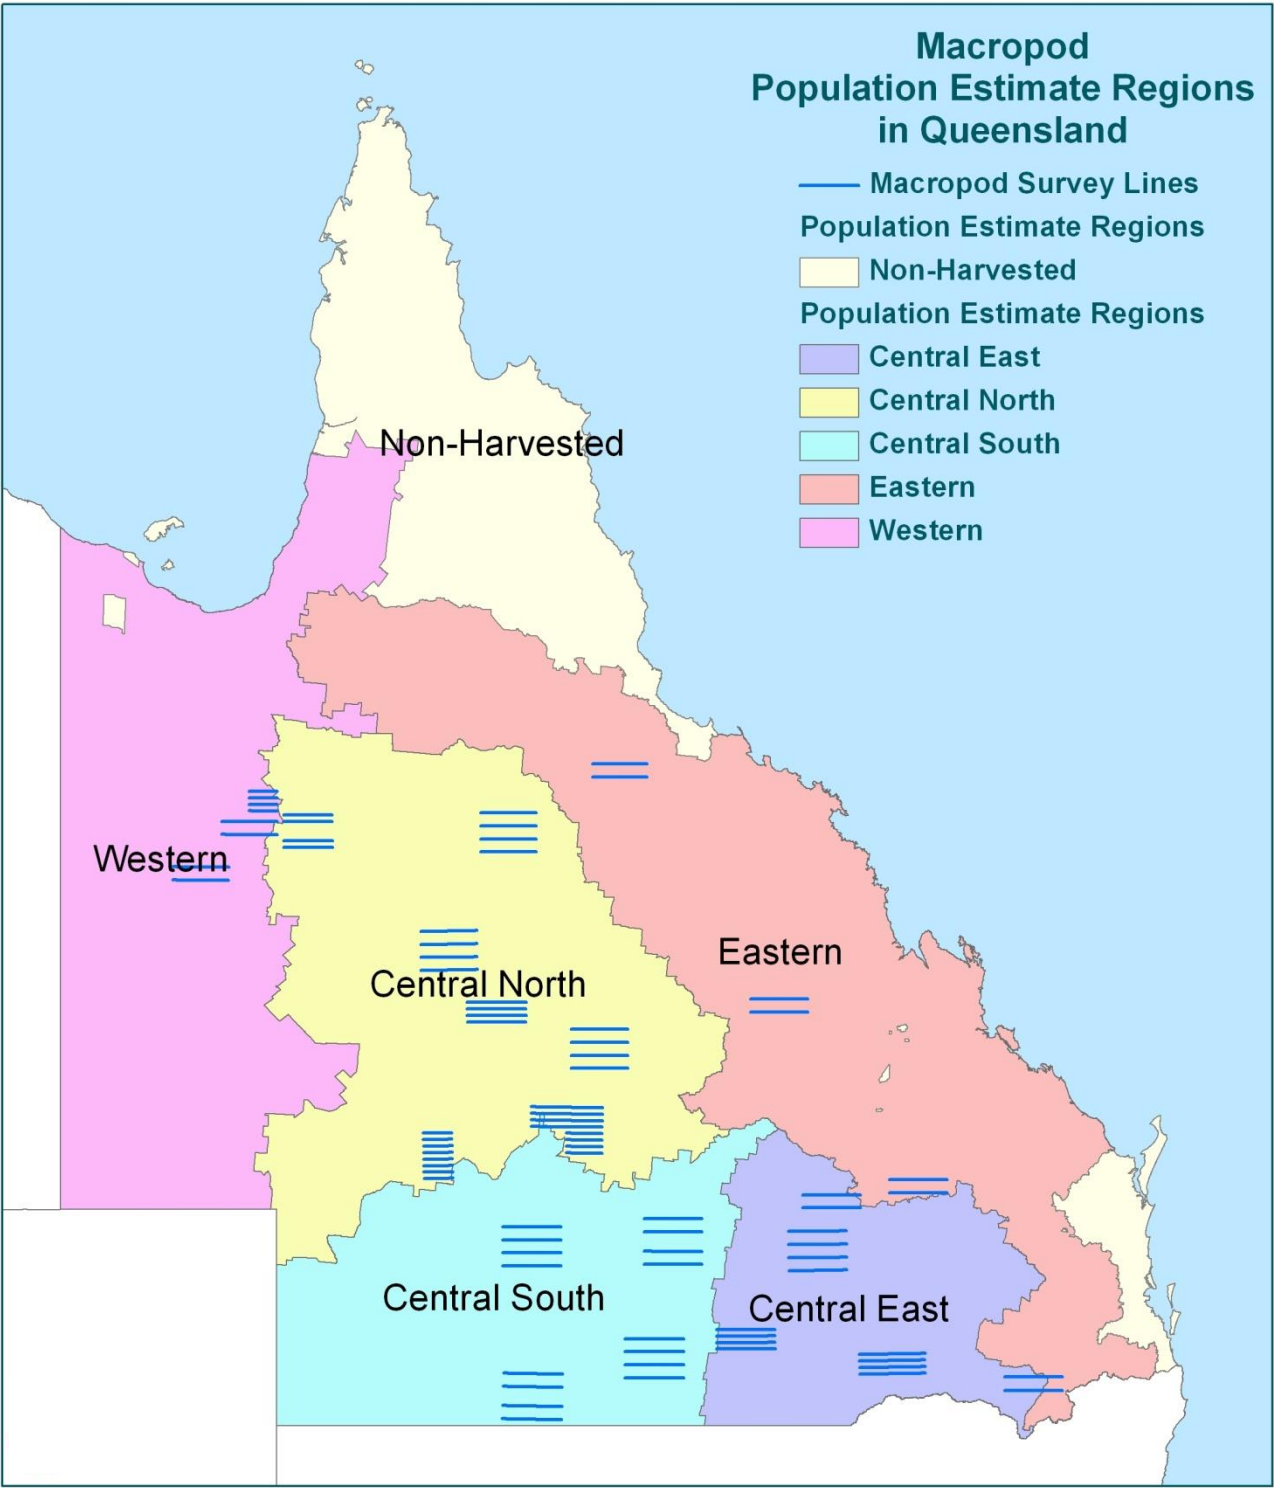 Macropod
Population Estimate Regions
in Queensland
Macropod Survey Lines
Population Estimate Regions
Non-Harvested
Population Estimate Regions
Central East
Central North
Central South
Eastern
Western
Non-Harvested
Western
Eastern
Central North
Central South
Central East